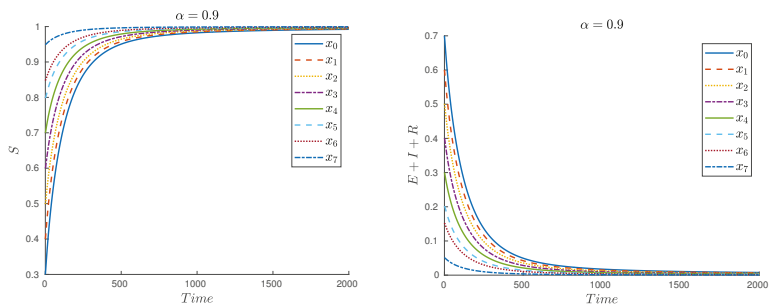 α = 0.9
1
0.9
0.8
0.7
0.6
0.5
0.4
0.3
S
0
500
1000
1500
2000
Time
x0
x1
x2
x3
x4
x5
x6
x7
α = 0.9
0.7
0.6
0.5
0.4
0.3
0.2
0.1
0
E + I + R
0
500
1000
1500
2000
Time
x0
x1
x2
x3
x4
x5
x6
x7